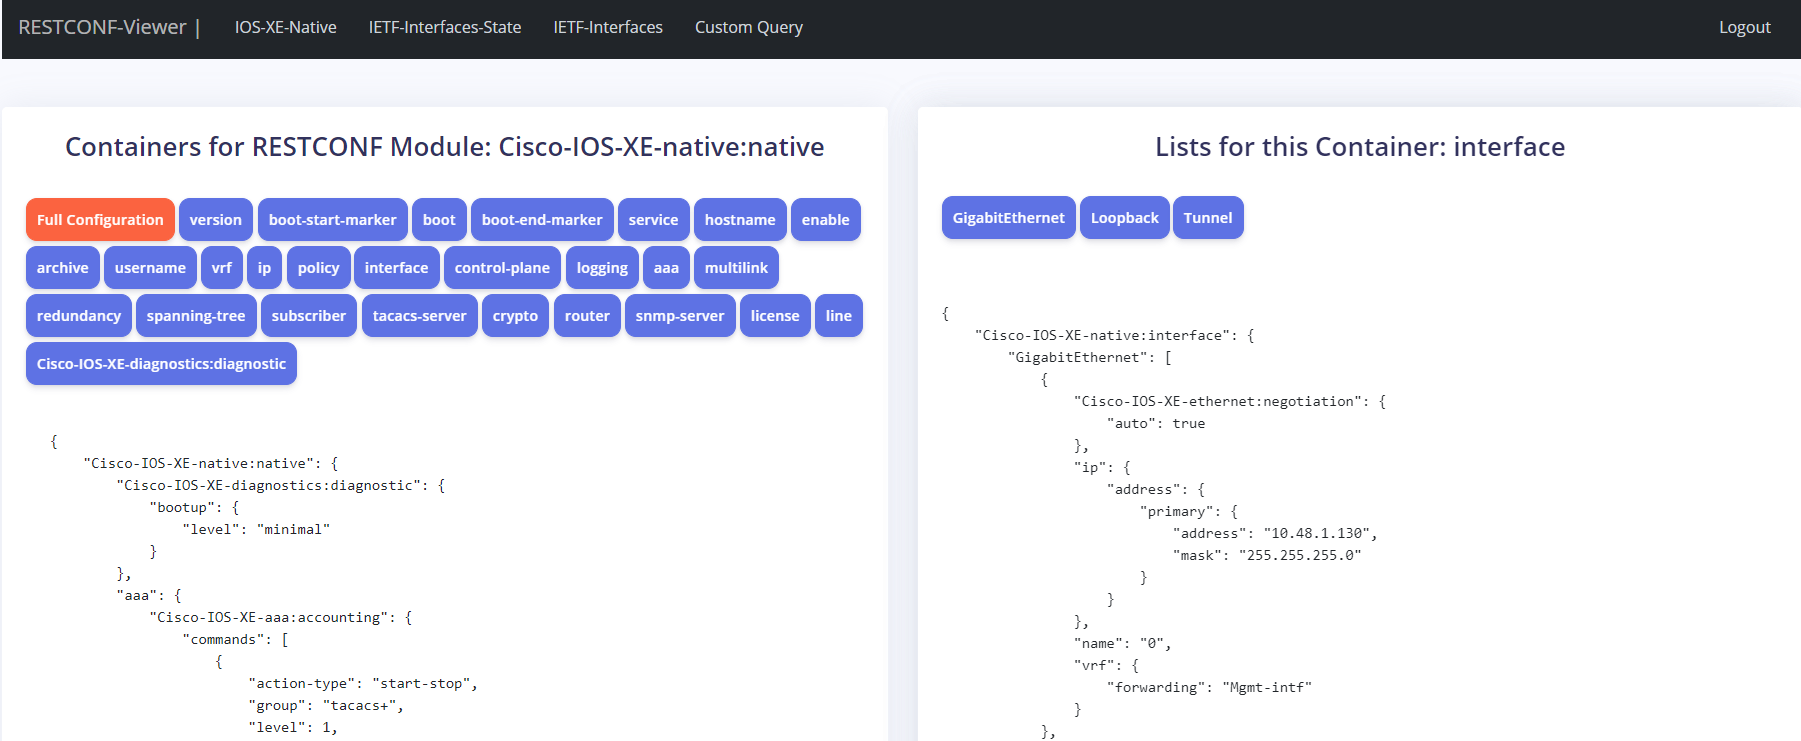 RESTCONF-Viewer | IOS-XE-Native IETF-Interfaces-State IETF-Interfaces Custom Query Logout
Containers for RESTCONF Module: Cisco-IOS-XE-native:native
Full Configuration version boot-start-marker boot boot-end-marker service hostname enable
archive username vrf ip policy interface control-plane logging aaa multilink
redundancy spanning-tree subscriber tacacs-server crypto router snmp-server license line
Cisco-IOS-XE-diagnostics:diagnostic
{
"Cisco-IOS-XE-native:native": {
"Cisco-IOS-XE-diagnostics:diagnostic": {
"bootup": {
"level": "minimal"
}
},
"aaa": {
"Cisco-IOS-XE-aaa:accounting": {
"commands": [
{
"action-type": "start-stop",
"group": "tacacs+",
"level": 1,
Lists for this Container: interface
GigabitEthernet Loopback Tunnel
{
"Cisco-IOS-XE-native:interface": {
"GigabitEthernet": [
{
"Cisco-IOS-XE-ethernet:negotiation": {
"auto": true
},
"ip": {
"address": {
"primary": {
"address": "10.48.1.130",
"mask": "255.255.255.0"
}
}
},
"name": "0",
"vrf": {
"forwarding": "Mgmt-intf"
}
},